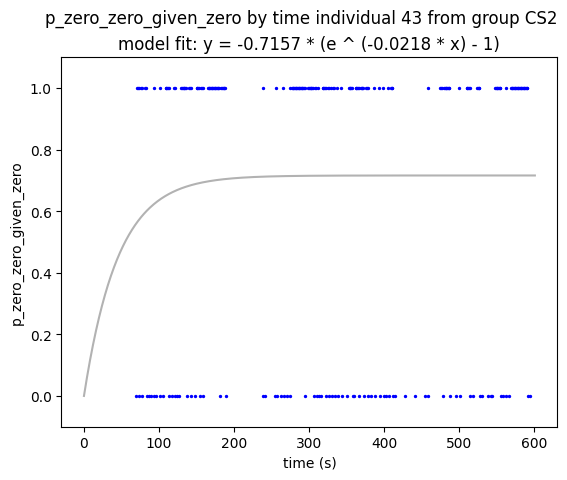 p_zero_zero_given_zero by time individual 43 from group CS2
model fit: y = -0.7157 * (e ^ (-0.0218 * x) - 1)
1.0
0.8
0.6
0.4
0.2
0.0
p_zero_zero_given_zero
0 100 200 300 400 500 600
time (s)